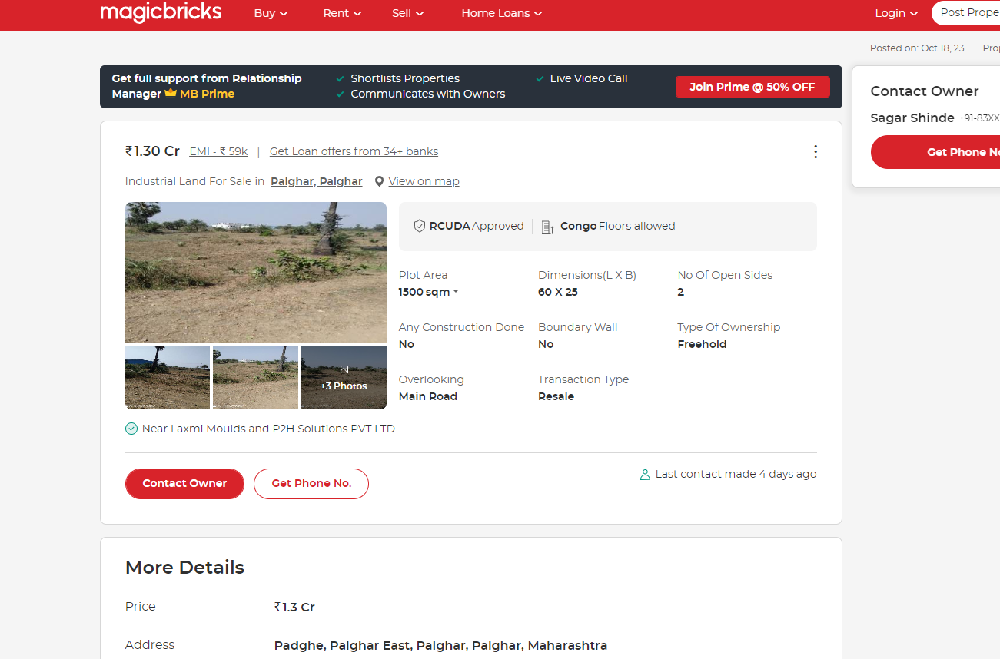 magicbricks
Buy
Rent
Sell
Home Loans
Login
Post Prope
Posted on: Oct 18, 23
Pro
Get full support from Relationship
Manager MB Prime
Shortlists Properties
Communicates with Owners
Live Video Call
Join Prime @ 50% OFF
Contact Owner
Sagar Shinde +91-83XX
Get Phone No
₹1.30 Cr EMI - ₹ 59k | Get Loan offers from 34+ banks
Industrial Land For Sale in Palghar, Palghar View on map
RCUDA Approved
Congo Floors allowed
Plot Area
1500 sqm
Dimensions(L X B)
60 X 25
No Of Open Sides
2
Any Construction Done
No
Boundary Wall
No
Type Of Ownership
Freehold
Overlooking
Main Road
Transaction Type
Resale
+3 Photos
Near Laxmi Moulds and P2H Solutions PVT LTD.
Contact Owner
Get Phone No.
Last contact made 4 days ago
More Details
Price
₹1.3 Cr
Address
Padghe, Palghar East, Palghar, Palghar, Maharashtra